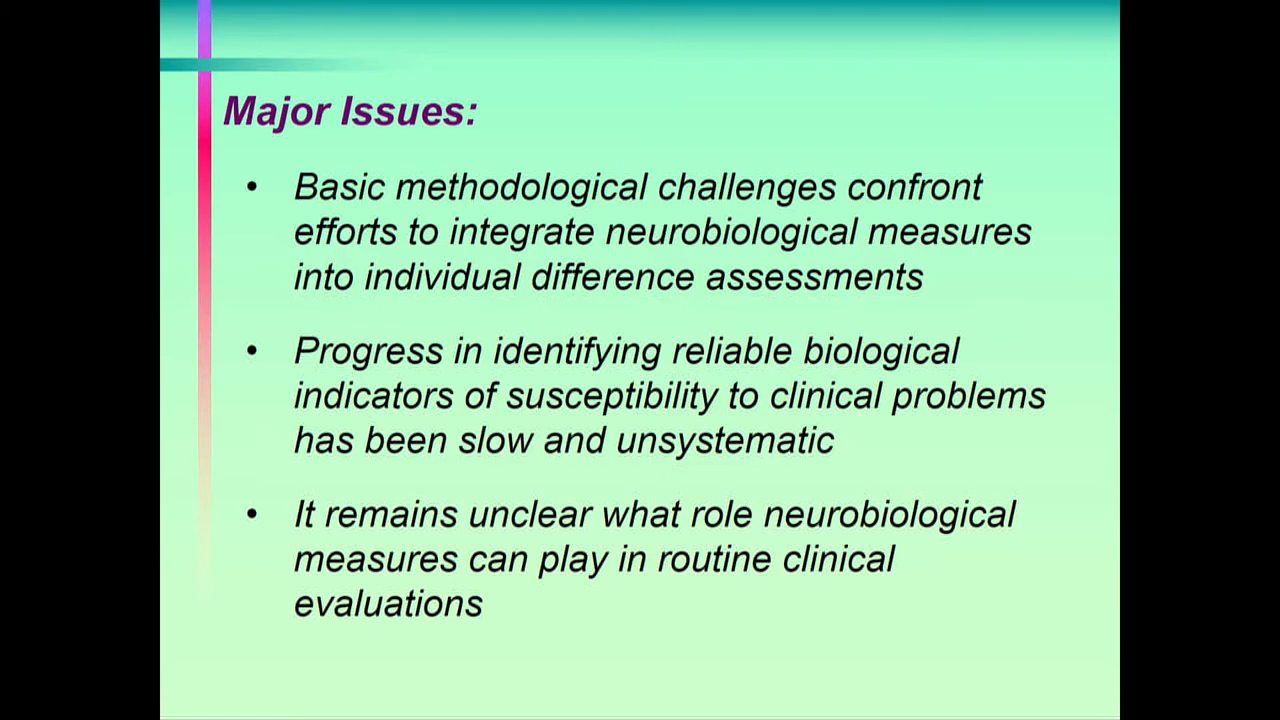 Major Issues:
• Basic methodological challenges confront
efforts to integrate neurobiological measures
into individual difference assessments
• Progress in identifying reliable biological
indicators of susceptibility to clinical problems
has been slow and unsystematic
• It remains unclear what role neurobiological
measures can play in routine clinical
evaluations